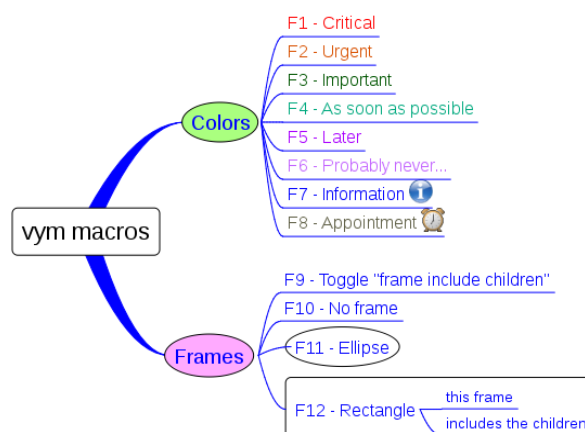 vym macros
Colors
F1 - Critical
F2 - Urgent
F3 - Important
F4 - As soon as possible
F5 - Later
F6 - Probably never...
F7 - Information
F8 - Appointment
Frames
F9 - Toggle "frame include children"
F10 - No frame
F11 - Ellipse
F12 - Rectangle
this frame
includes the children